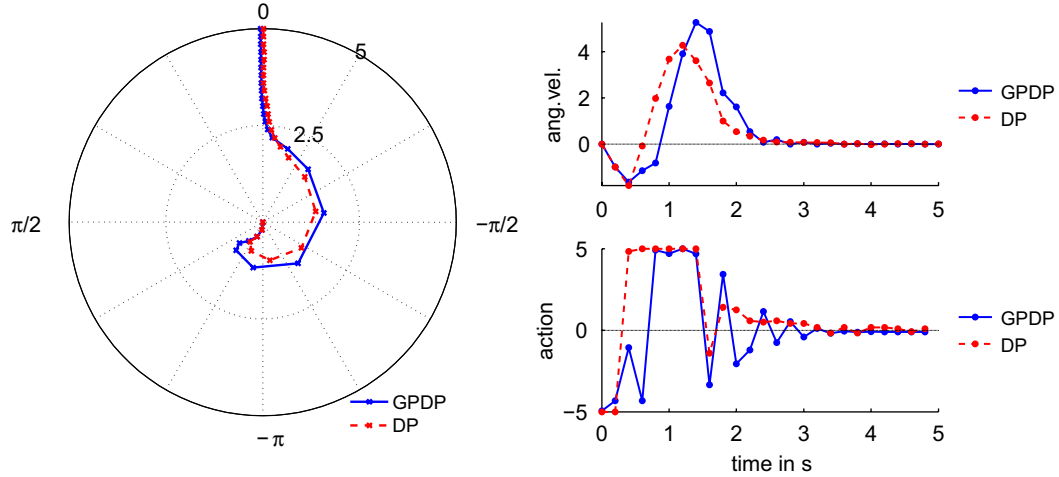 0
5
2.5
π/2
−π/2
−π
GPDP
DP
ang.vel.
4
2
0
0 1 2 3 4 5
GPDP
DP
action
5
0
−5
0 1 2 3 4 5
time in s
GPDP
DP